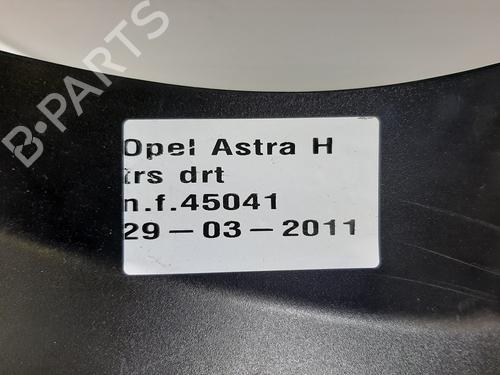 B-PARTS
Opel Astra H
trs drt
n.f.45041
29-03-2011